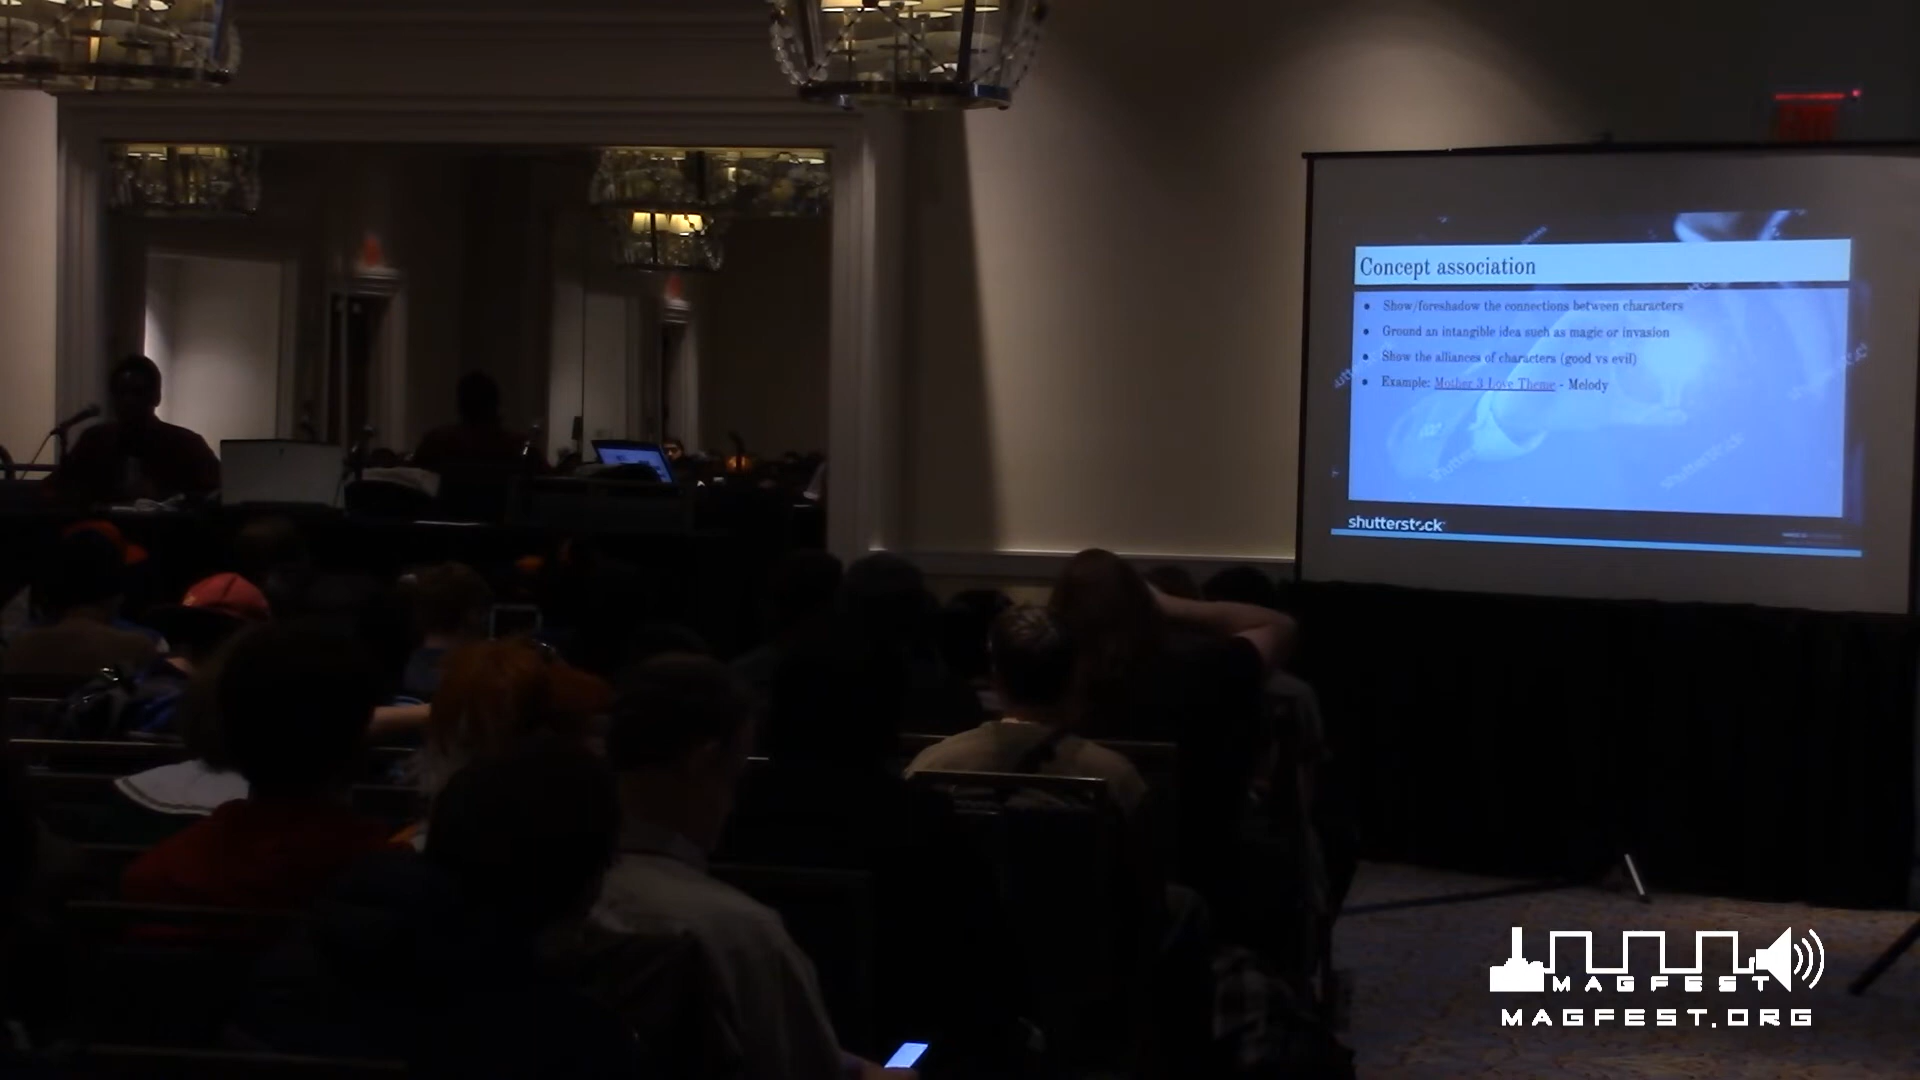 Concept association
Show/foreshadow the connections between characters
Ground an intangible idea such as magic or invasion
Show the alliances of characters (good vs evil)
Example: Mother 3 Love Theme - Melody
shutterstock
MAGFEST
MAGFEST.ORG